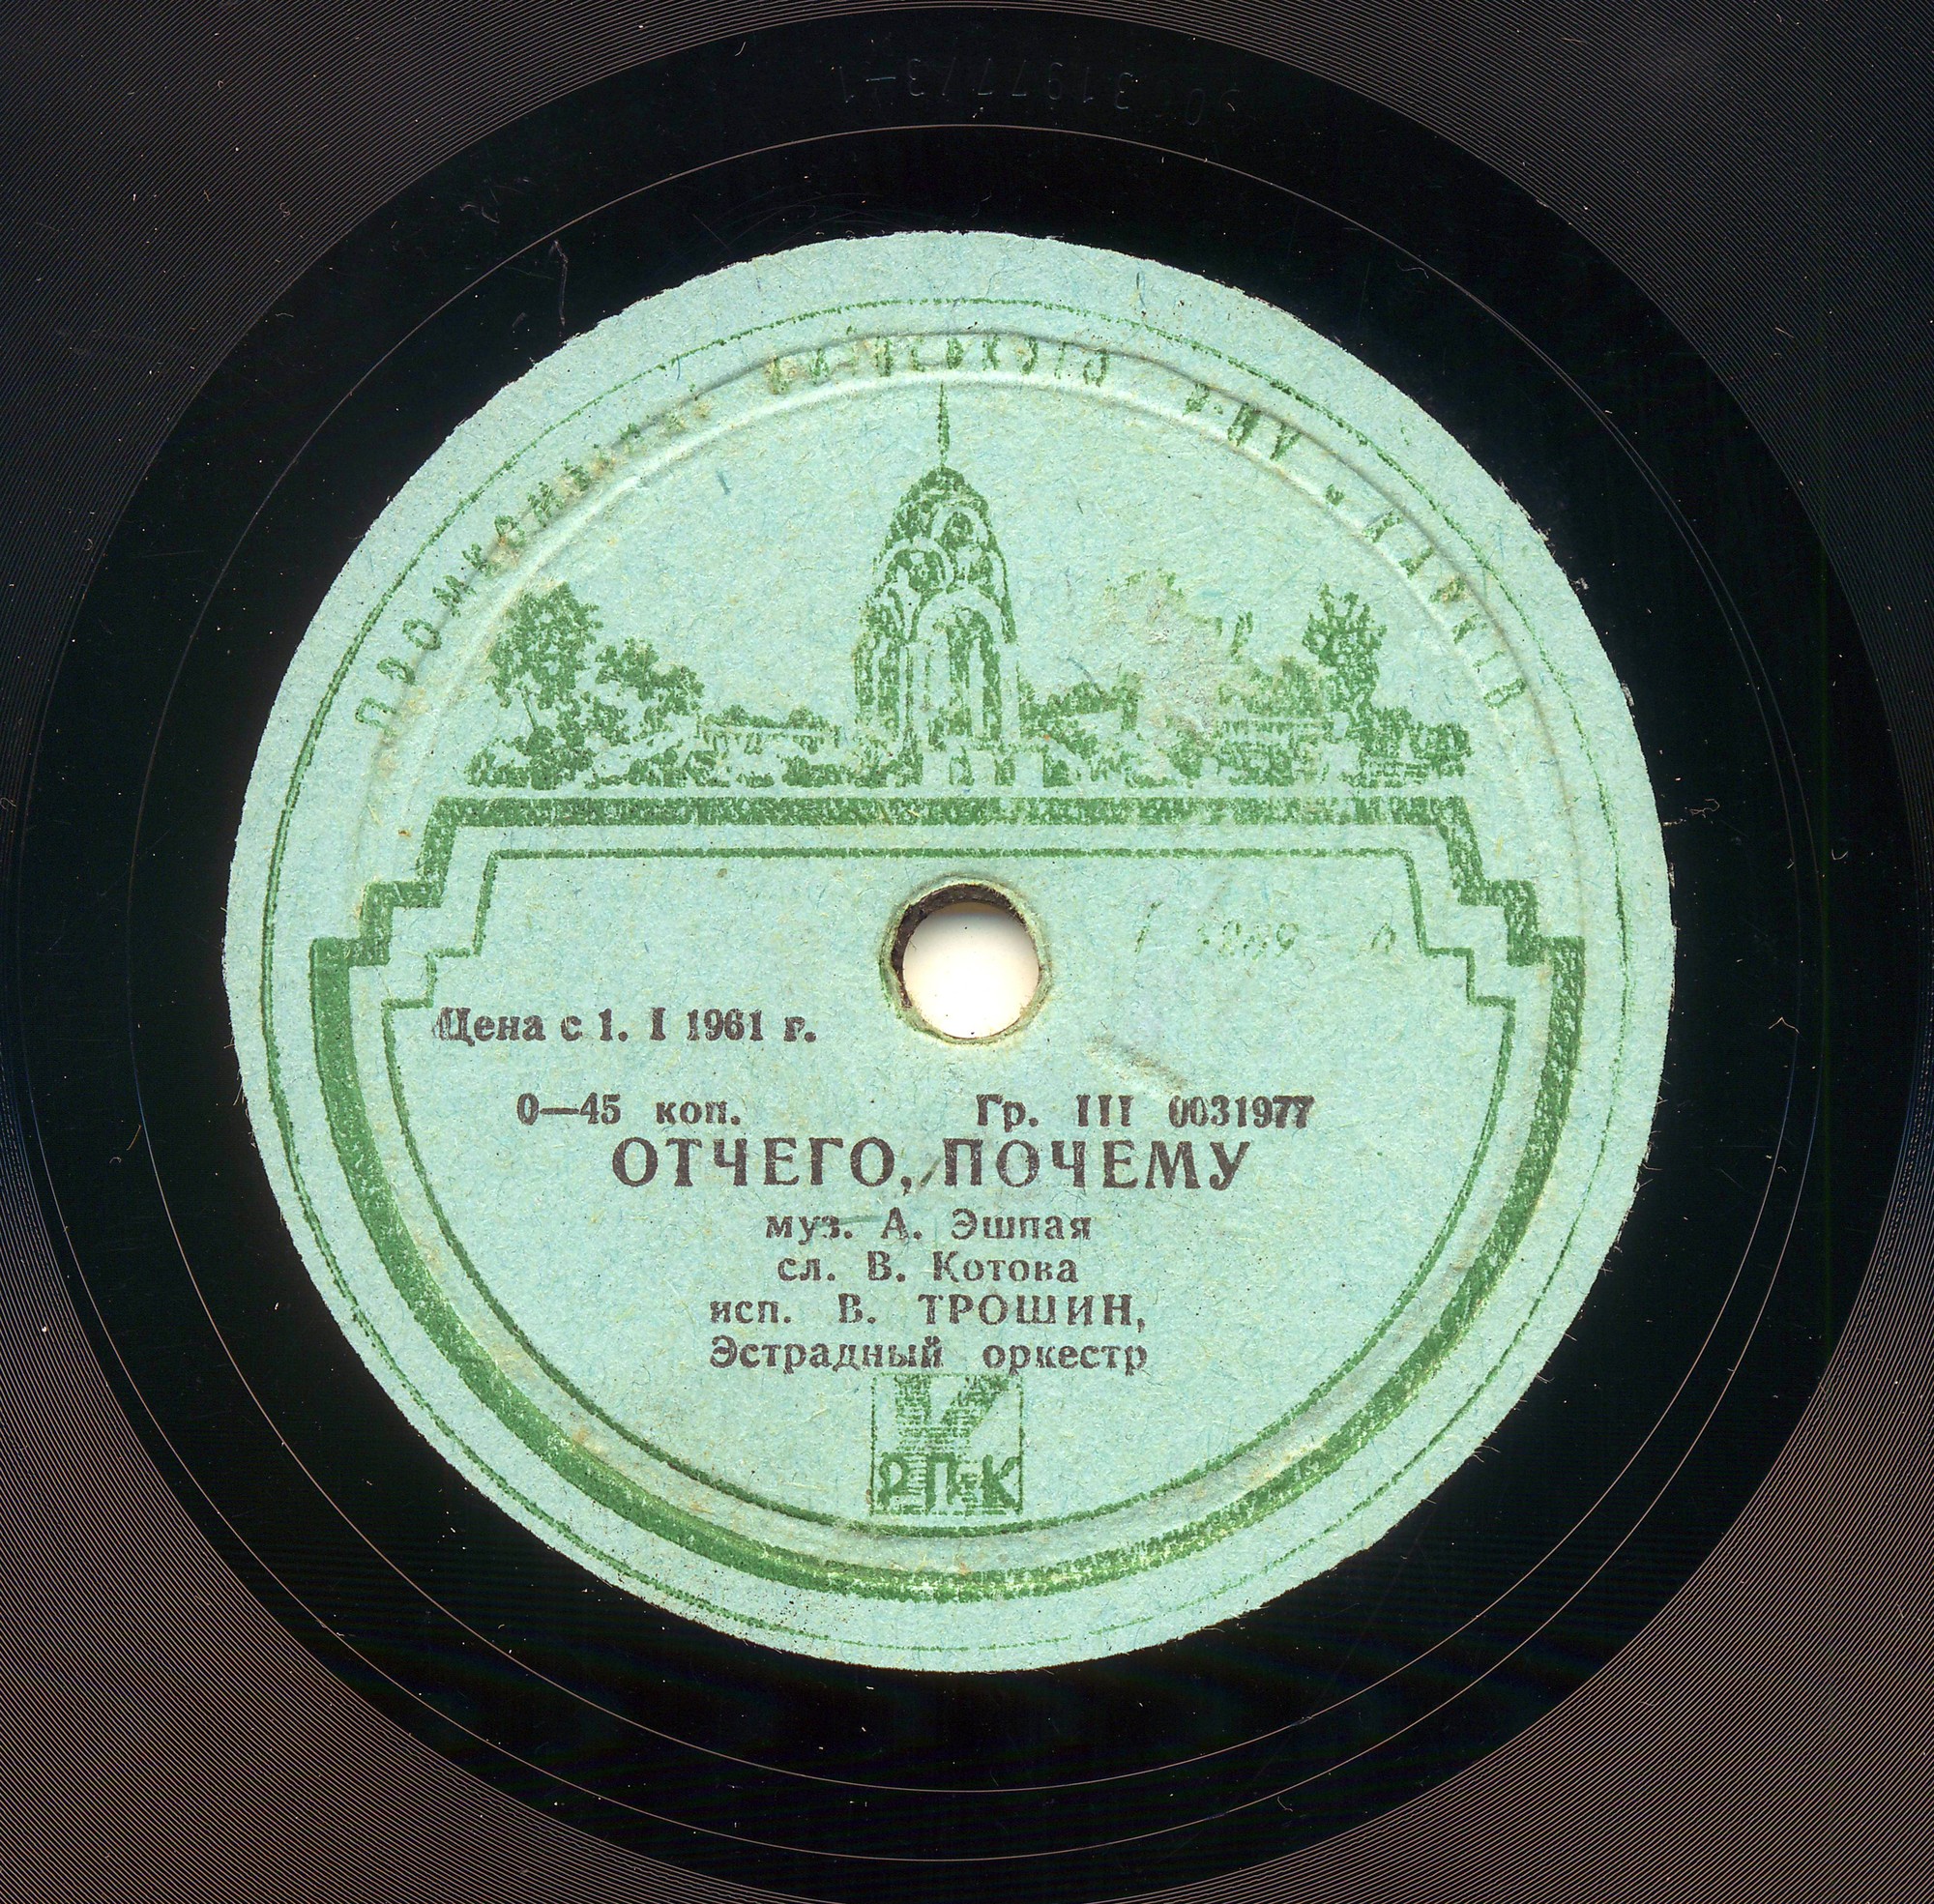 Цена с 1. I 1961 г.
0—45 коп. Гр. III 0031977
ОТЧЕГО, ПОЧЕМУ
муз. А. Эшпая
сл. В. Котова
исп. В. ТРОШИН,
Эстрадный оркестр